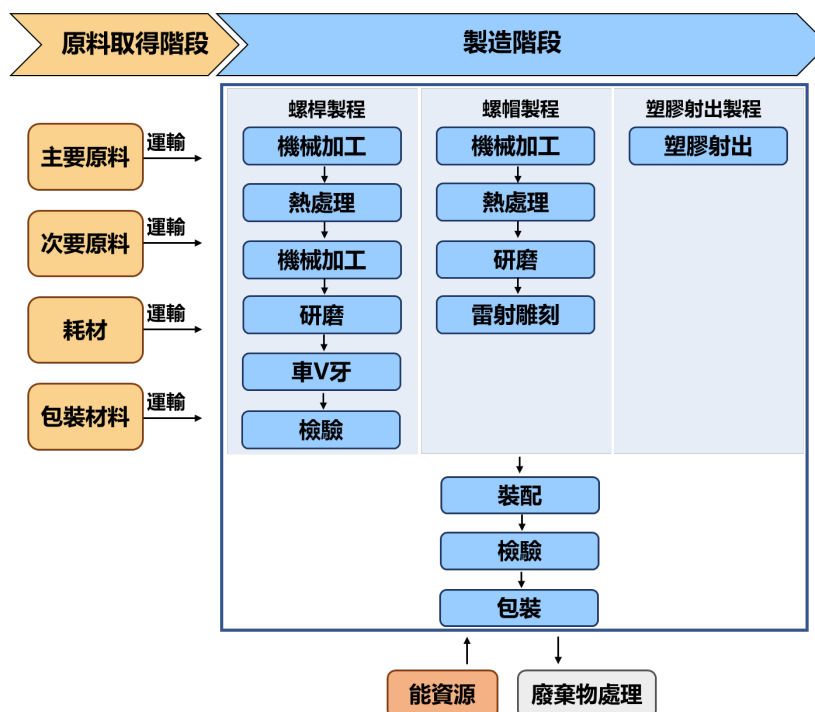 原料取得階段
製造階段
主要原料
運輸
次要原料
運輸
耗材
運輸
包裝材料
運輸
螺桿製程
機械加工
熱處理
機械加工
研磨
車V牙
檢驗
螺帽製程
機械加工
熱處理
研磨
雷射雕刻
塑膠射出製程
塑膠射出
裝配
檢驗
包裝
能資源
廢棄物處理